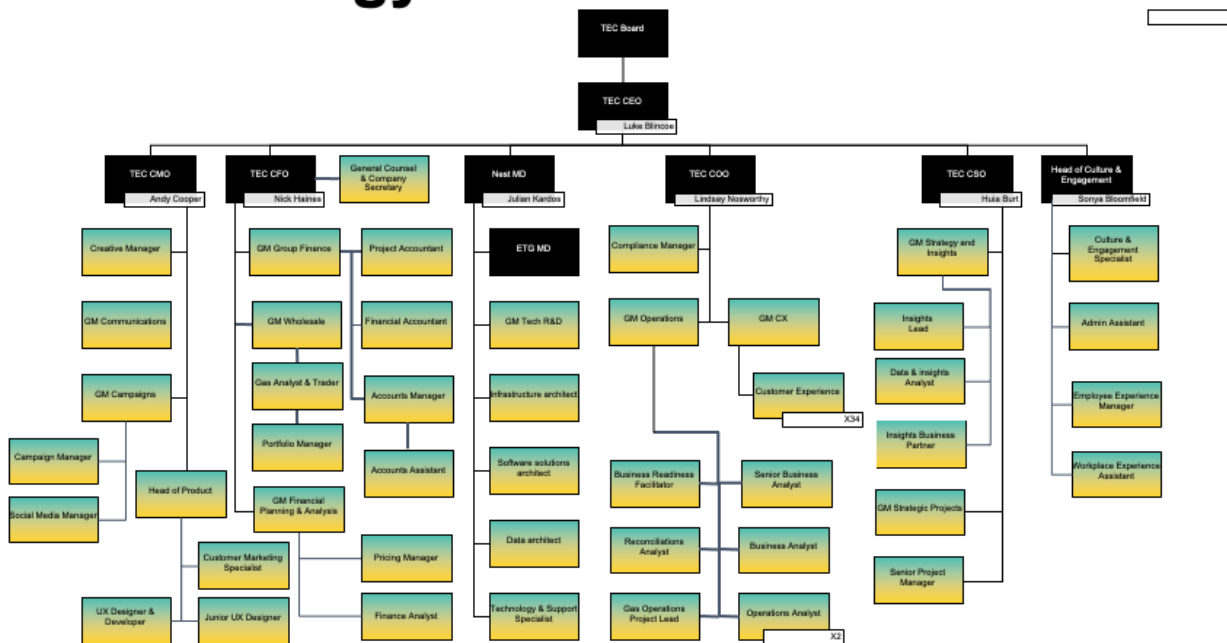 gy
TEC Board
TEC CEO
Luke Blincoe
TEC CMO
Andy Cooper
TEC CFO
Nick Haines
General Counsel
& Company
Secretary
Nest MD
Julian Kardos
TEC COO
Lindsay Nosworthy
TEC CSO
Huia Burt
Head of Culture &
Engagement
Sonya Bloomfield
Creative Manager
GM Group Finance
Project Accountant
ETG MD
Compliance Manager
GM Strategy and
Insights
Culture &
Engagement
Specialist
GM Communications
GM Wholesale
Financial Accountant
GM Tech R&D
GM Operations
GM CX
Insights
Lead
Admin Assistant
GM Campaigns
Gas Analyst & Trader
Accounts Manager
Infrastructure architect
Customer Experience
X34
Data & insights
Analyst
Employee Experience
Manager
Campaign Manager
Portfolio Manager
Accounts Assistant
Software solutions
architect
Business Readiness
Facilitator
Senior Business
Analyst
Insights Business
Partner
Workplace Experience
Assistant
Social Media Manager
Head of Product
GM Financial
Planning & Analysis
Data architect
Reconciliations
Analyst
Business Analyst
GM Strategic Projects
Customer Marketing
Specialist
Pricing Manager
Senior Project
Manager
UX Designer &
Developer
Junior UX Designer
Finance Analyst
Technology & Support
Specialist
Gas Operations
Project Lead
Operations Analyst
X2